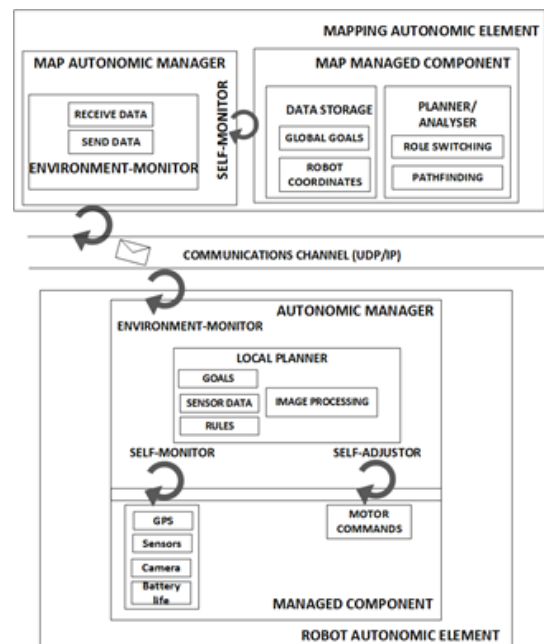 MAPPING AUTONOMIC ELEMENT
MAP AUTONOMIC MANAGER
RECEIVE DATA
SEND DATA
ENVIRONMENT-MONITOR
SELF-MONITOR
MAP MANAGED COMPONENT
DATA STORAGE
GLOBAL GOALS
ROBOT
COORDINATES
PLANNER/
ANALYSER
ROLE SWITCHING
PATHFINDING
COMMUNICATIONS CHANNEL (UDP/IP)
AUTONOMIC MANAGER
ENVIRONMENT-MONITOR
LOCAL PLANNER
GOALS
SENSOR DATA
RULES
IMAGE PROCESSING
SELF-MONITOR
SELF-ADJUSTOR
GPS
Sensors
Camera
Battery
life
MOTOR
COMMANDS
MANAGED COMPONENT
ROBOT AUTONOMIC ELEMENT